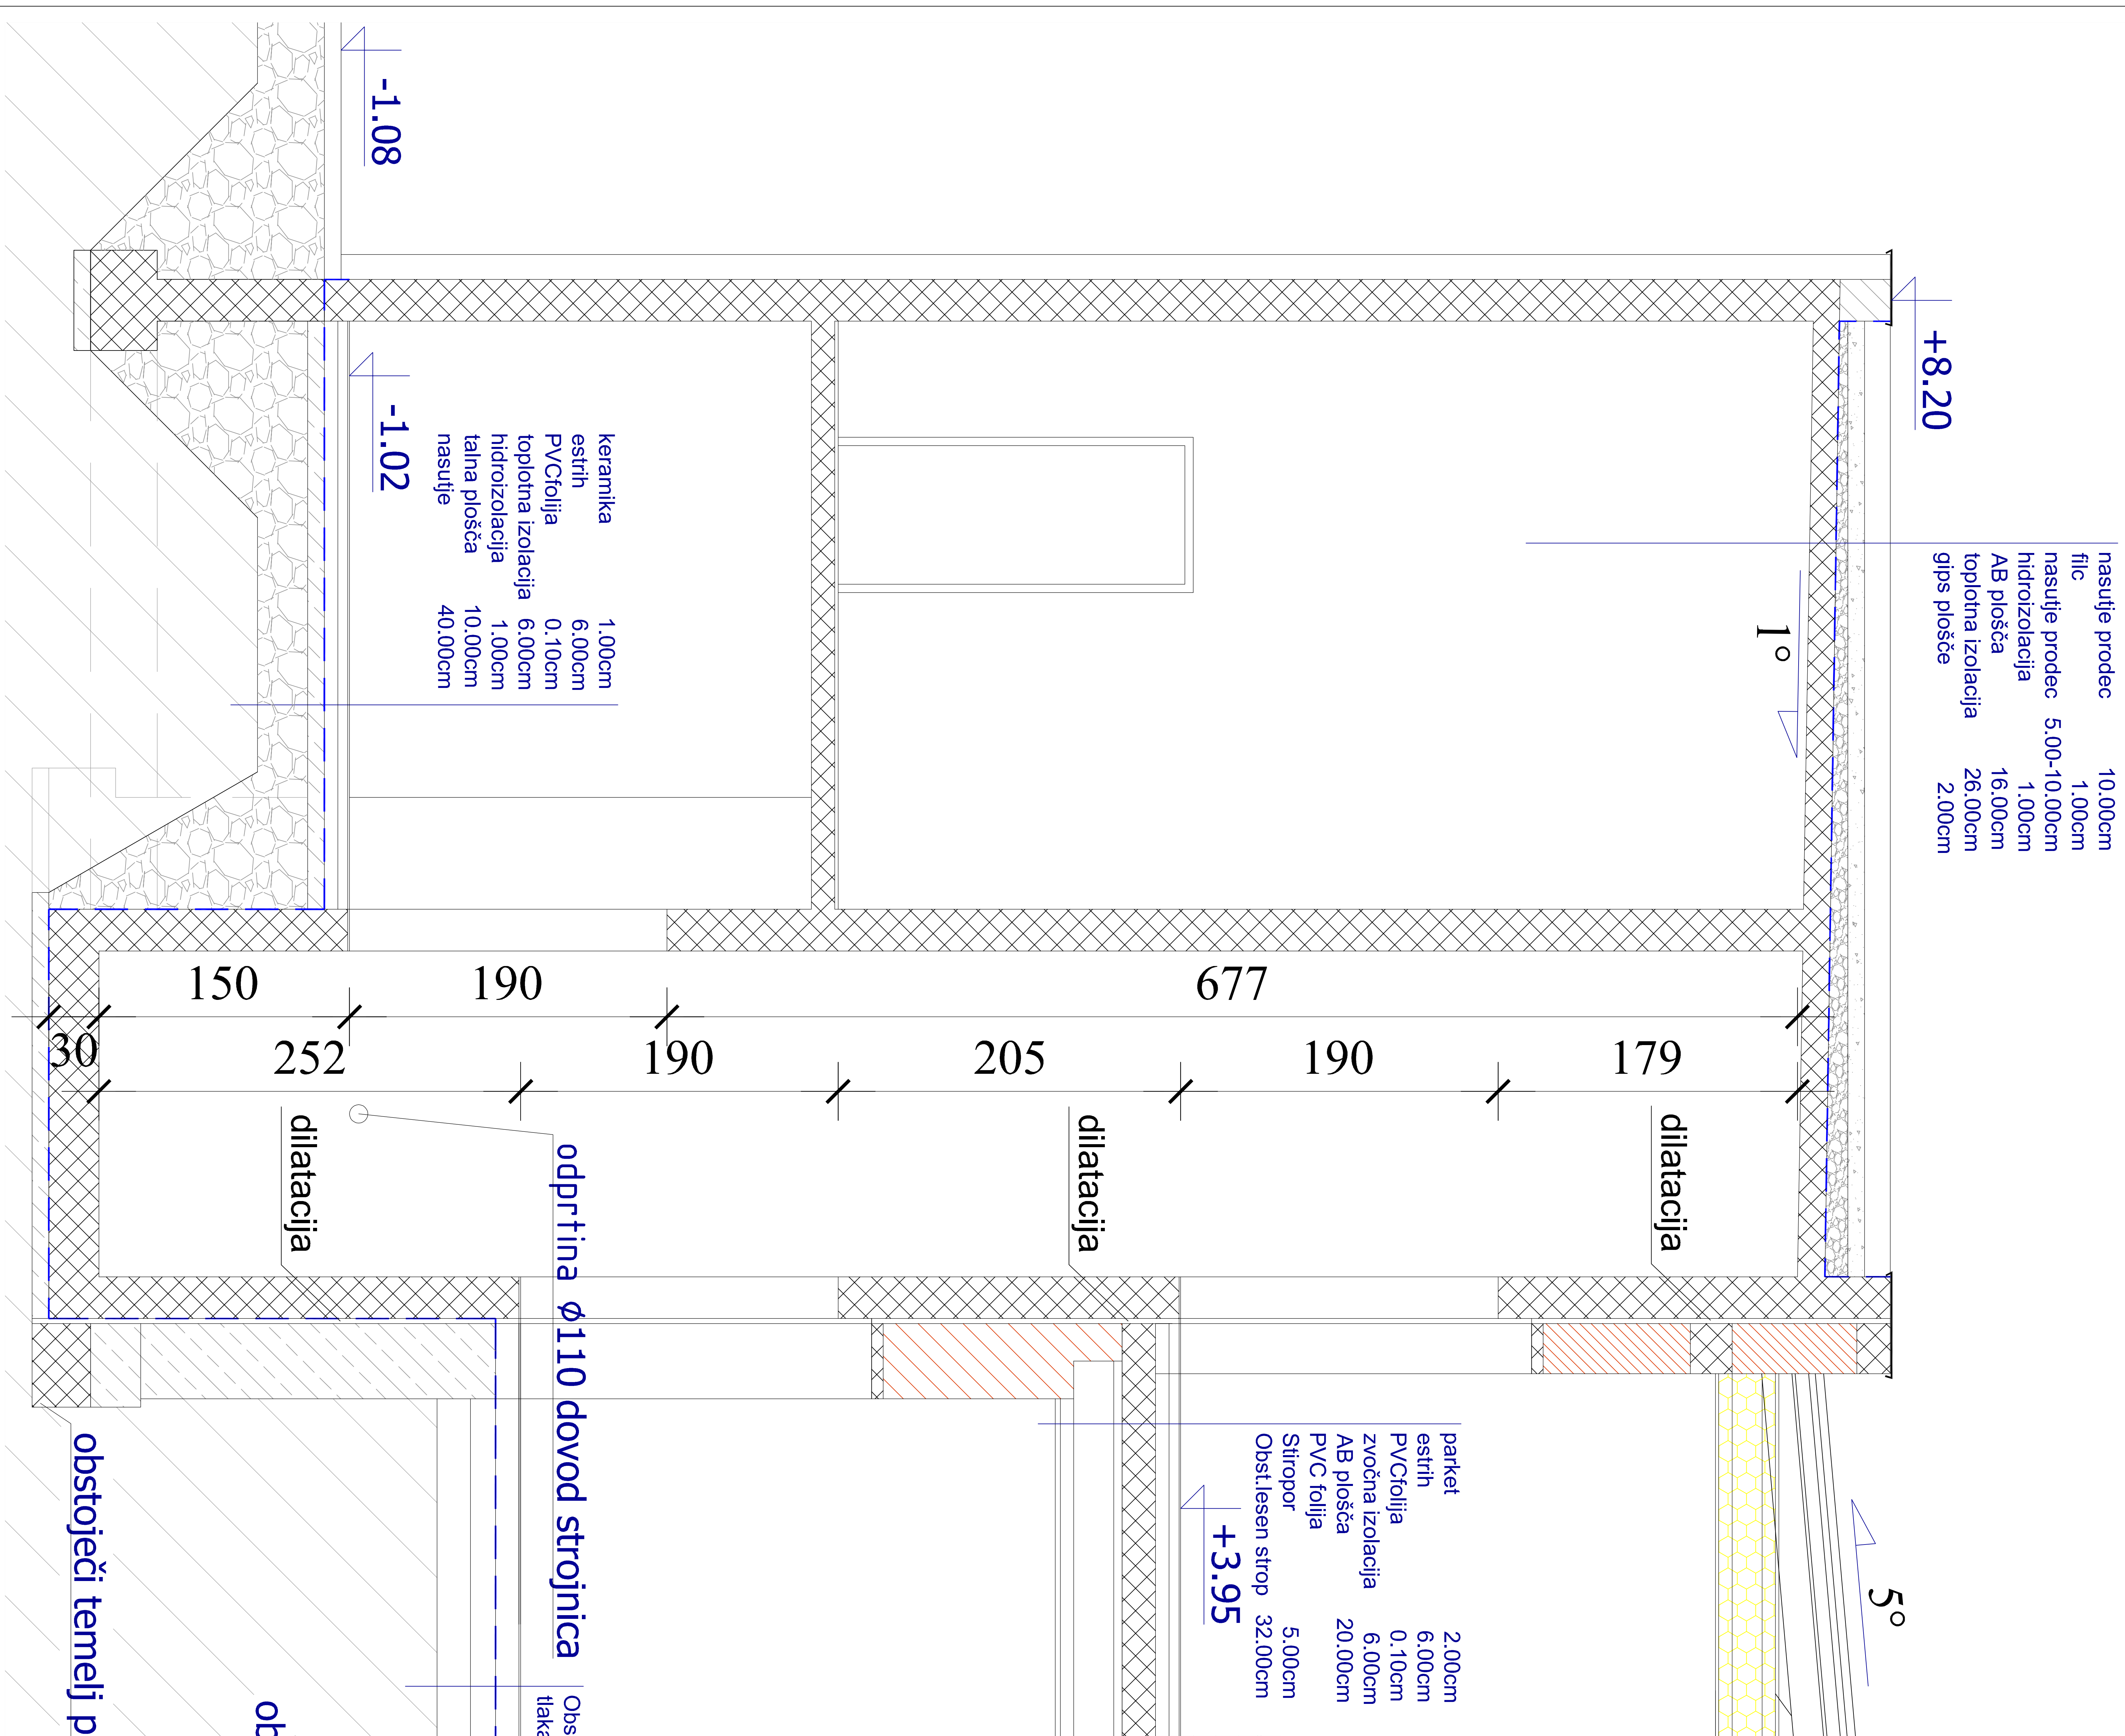 +8.20
nasutje prodec 10.00cm
filc 1.00cm
nasutje prodec 5.00-10.00cm
hidroizolacija 1.00cm
AB plošča 16.00cm
toplotna izolacija 26.00cm
gips plošče 2.00cm
1°
5°
-1.08
-1.02
keramika 1.00cm
estrih 6.00cm
PVCfolija 0.10cm
toplotna izolacija 6.00cm
hidroizolacija 1.00cm
talna plošča 10.00cm
nasutje 40.00cm
150
190
677
30
252
190
205
190
179
dilatacija
dilatacija
dilatacija
odprtina ø110 dovod strojnica
parket 2.00cm
estrih 6.00cm
PVCfolija 0.10cm
zvočna izolacija 6.00cm
AB plošča 20.00cm
PVC folija
Stiropor 5.00cm
Obst.lesen strop 32.00cm
+3.95
Obs
tlaka
obstoječi temelj p
ob